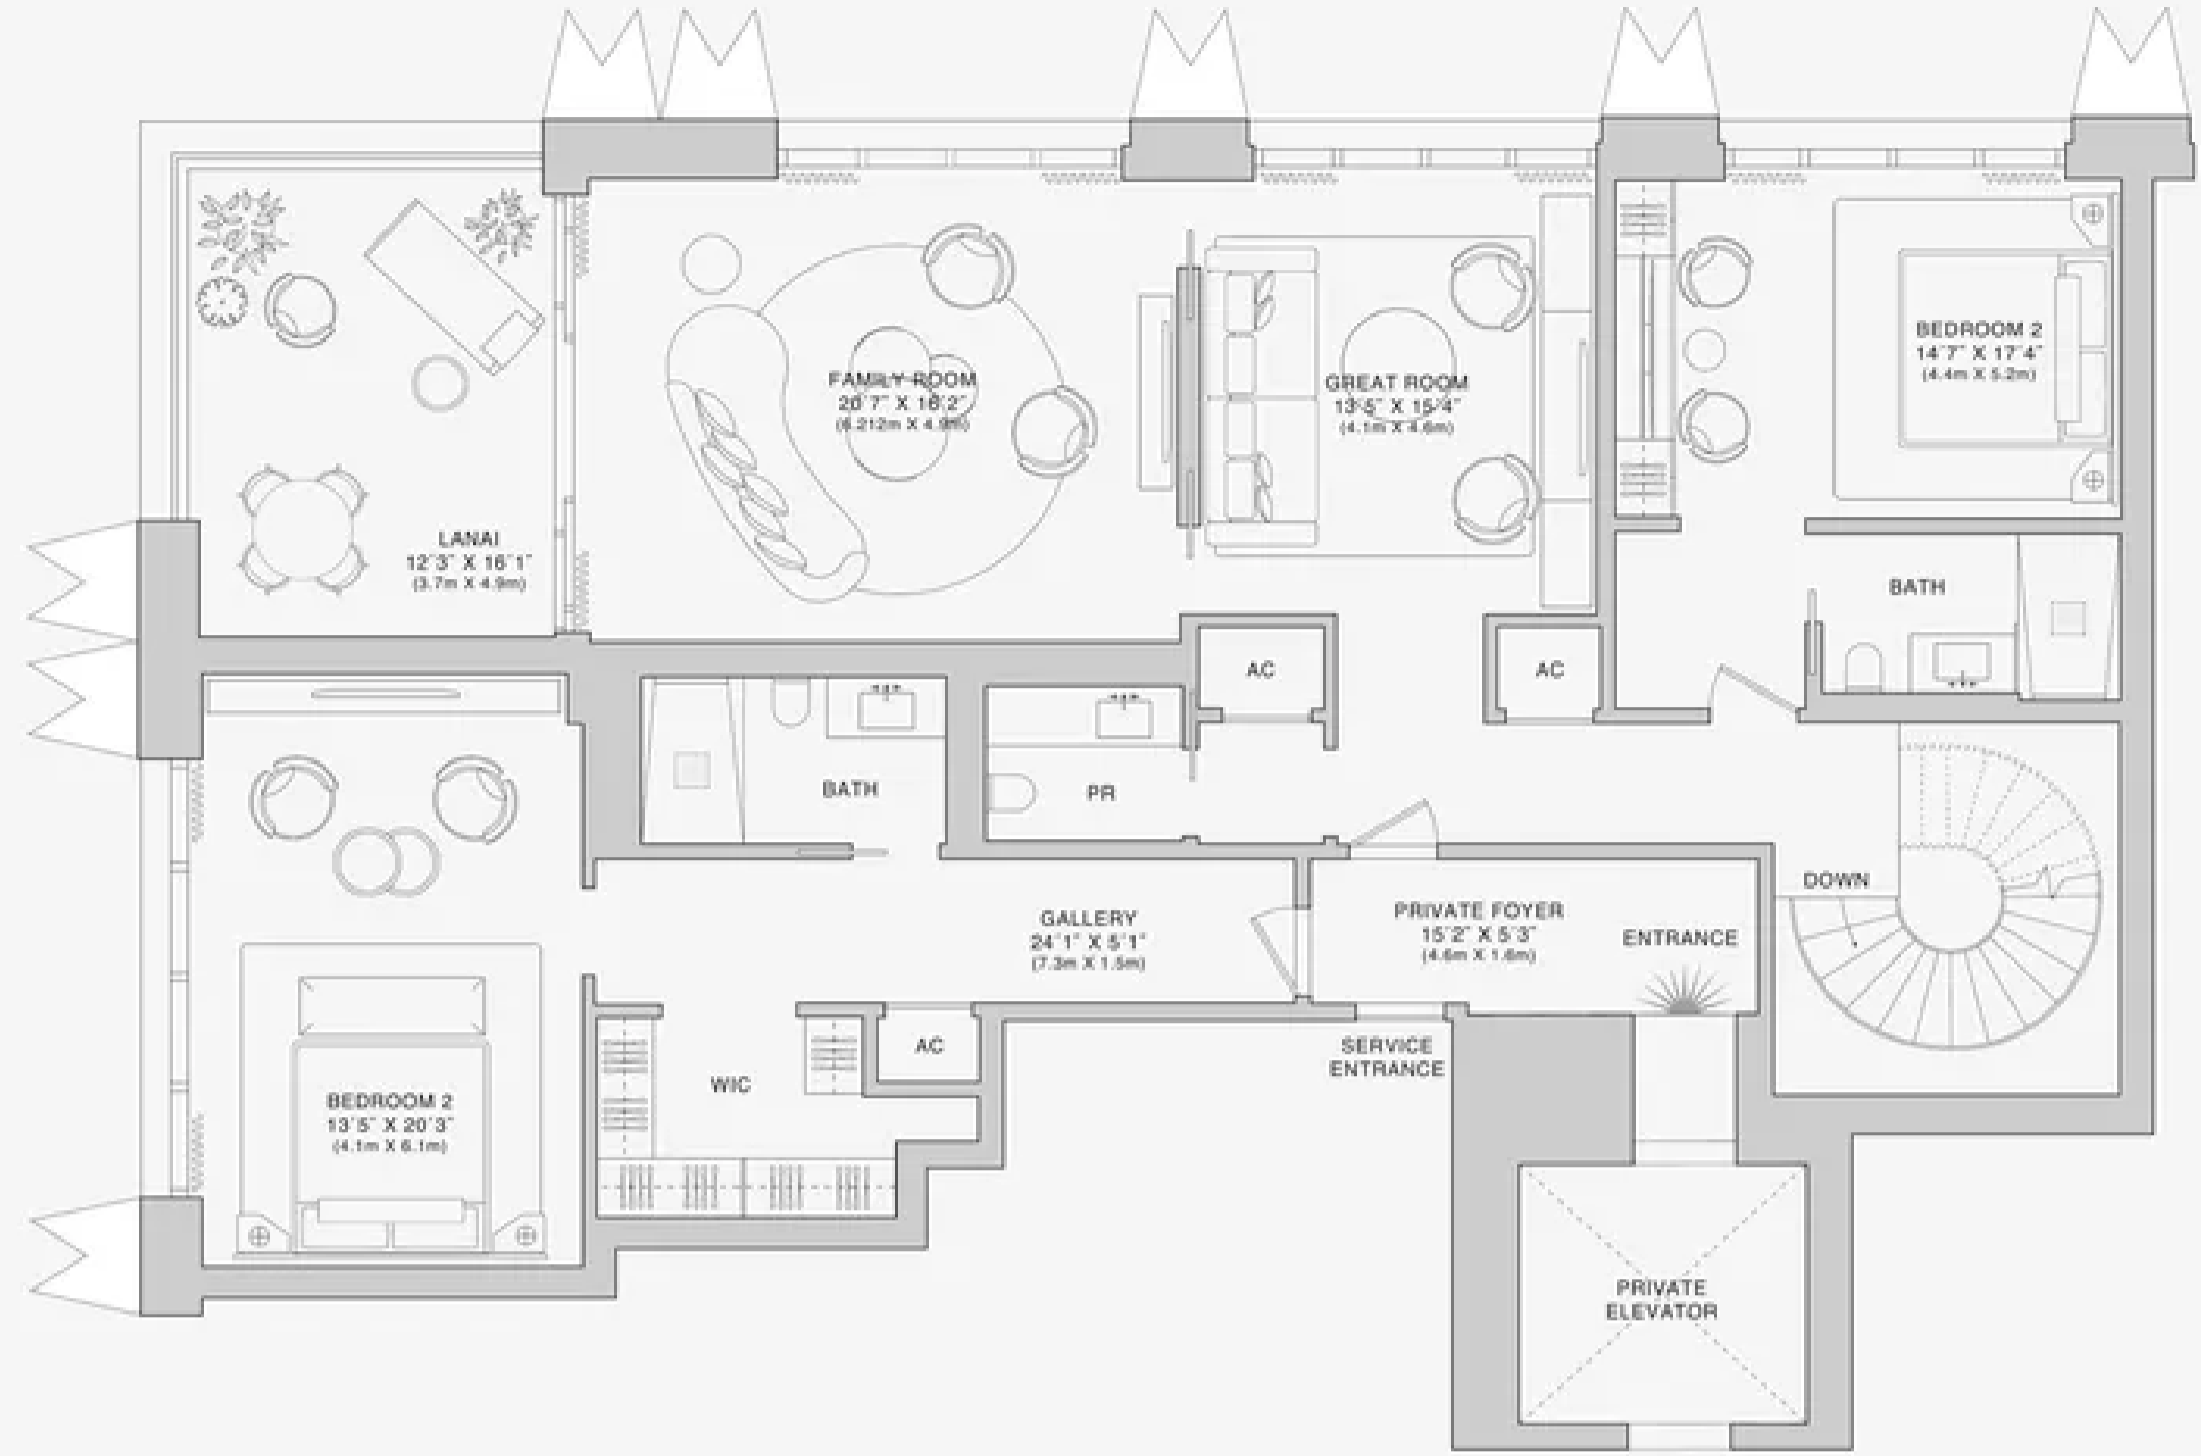 LANAI
12'3" X 16'1"
(3.7m X 4.9m)
FAMILY ROOM
20'7" X 16'2"
(6.212m X 4.9m)
GREAT ROOM
13'5" X 15'4"
(4.1m X 4.6m)
BEDROOM 2
14'7" X 17'4"
(4.4m X 5.2m)
BATH
AC
AC
BATH
PR
DOWN
GALLERY
24'1" X 5'1"
(7.3m X 1.5m)
PRIVATE FOYER
15'2" X 5'3"
(4.6m X 1.6m)
ENTRANCE
SERVICE
ENTRANCE
AC
WIC
BEDROOM 2
13'5" X 20'3"
(4.1m X 6.1m)
PRIVATE
ELEVATOR